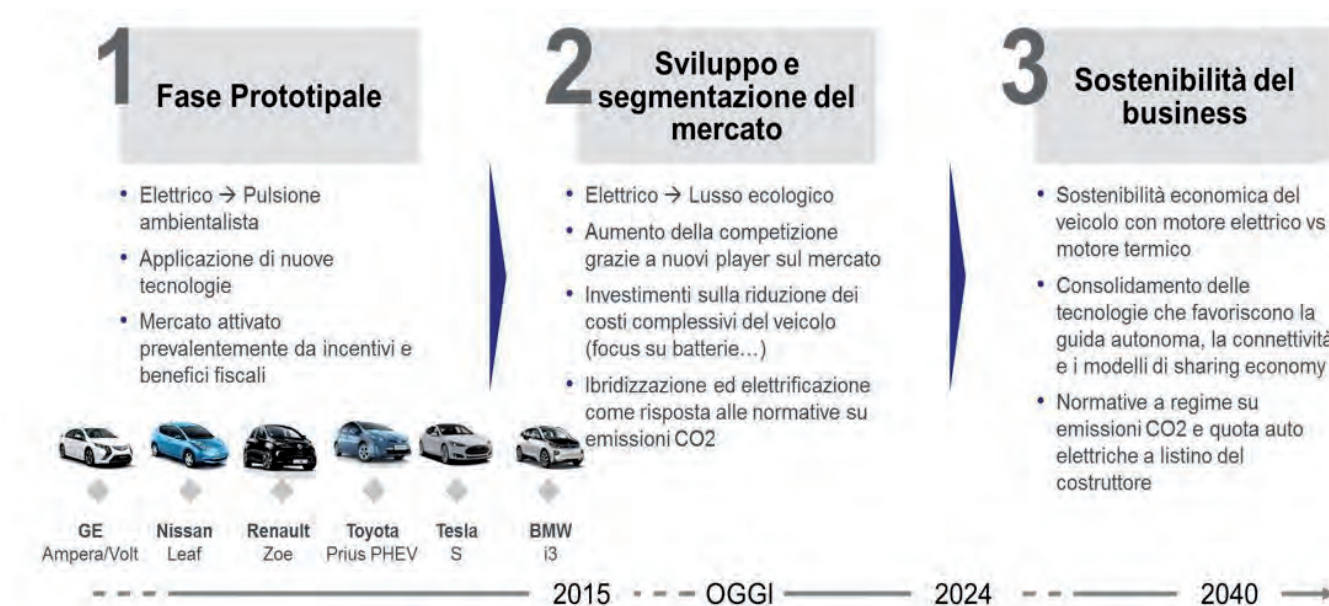 1
Fase Prototipale
• Elettrico → Pulsione
ambientalista
• Applicazione di nuove
tecnologie
• Mercato attivato
prevalentemente da incentivi e
benefici fiscali
2
Sviluppo e
segmentazione del
mercato
• Elettrico → Lusso ecologico
• Aumento della competizione
grazie a nuovi player sul mercato
• Investimenti sulla riduzione dei
costi complessivi del veicolo
(focus su batterie…)
• Ibridizzazione ed elettrificazione
come risposta alle normative su
emissioni CO2
3
Sostenibilità del
business
• Sostenibilità economica del
veicolo con motore elettrico vs
motore termico
• Consolidamento delle
tecnologie che favoriscono la
guida autonoma, la connettività
e i modelli di sharing economy
• Normative a regime su
emissioni CO2 e quota auto
elettriche a listino del
costruttore
GE Nissan Renault Toyota Tesla BMW
Ampera/Volt Leaf Zoe Prius PHEV S i3
2015 OGGI 2024 2040